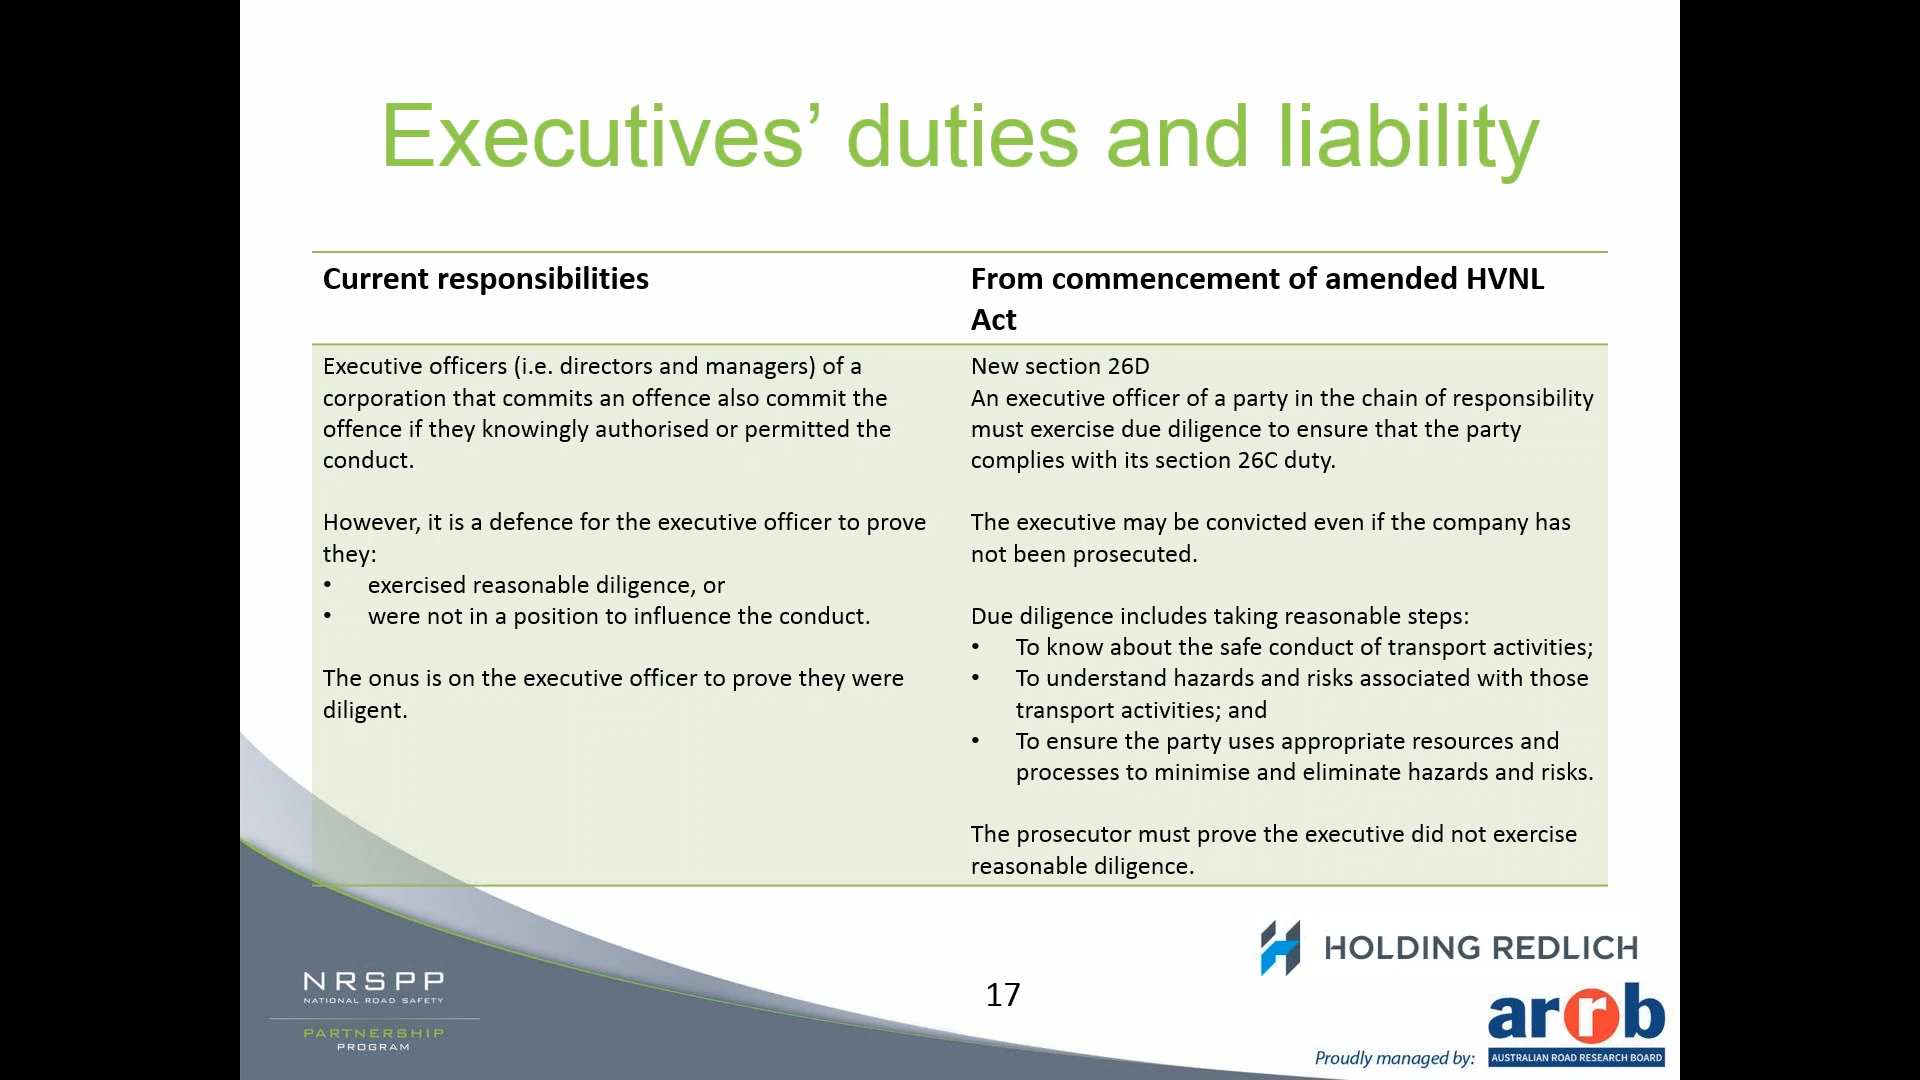 Executives’ duties and liability
Current responsibilities
Executive officers (i.e. directors and managers) of a
corporation that commits an offence also commit the
offence if they knowingly authorised or permitted the
conduct.
However, it is a defence for the executive officer to prove
they:
• exercised reasonable diligence, or
• were not in a position to influence the conduct.
The onus is on the executive officer to prove they were
diligent.
From commencement of amended HVNL
Act
New section 26D
An executive officer of a party in the chain of responsibility
must exercise due diligence to ensure that the party
complies with its section 26C duty.
The executive may be convicted even if the company has
not been prosecuted.
Due diligence includes taking reasonable steps:
• To know about the safe conduct of transport activities;
• To understand hazards and risks associated with those
transport activities; and
• To ensure the party uses appropriate resources and
processes to minimise and eliminate hazards and risks.
The prosecutor must prove the executive did not exercise
reasonable diligence.
NRSPP
NATIONAL ROAD SAFETY
PARTNERSHIP
PROGRAM
17
HOLDING REDLICH
Proudly managed by:
arrb
AUSTRALIAN ROAD RESEARCH BOARD